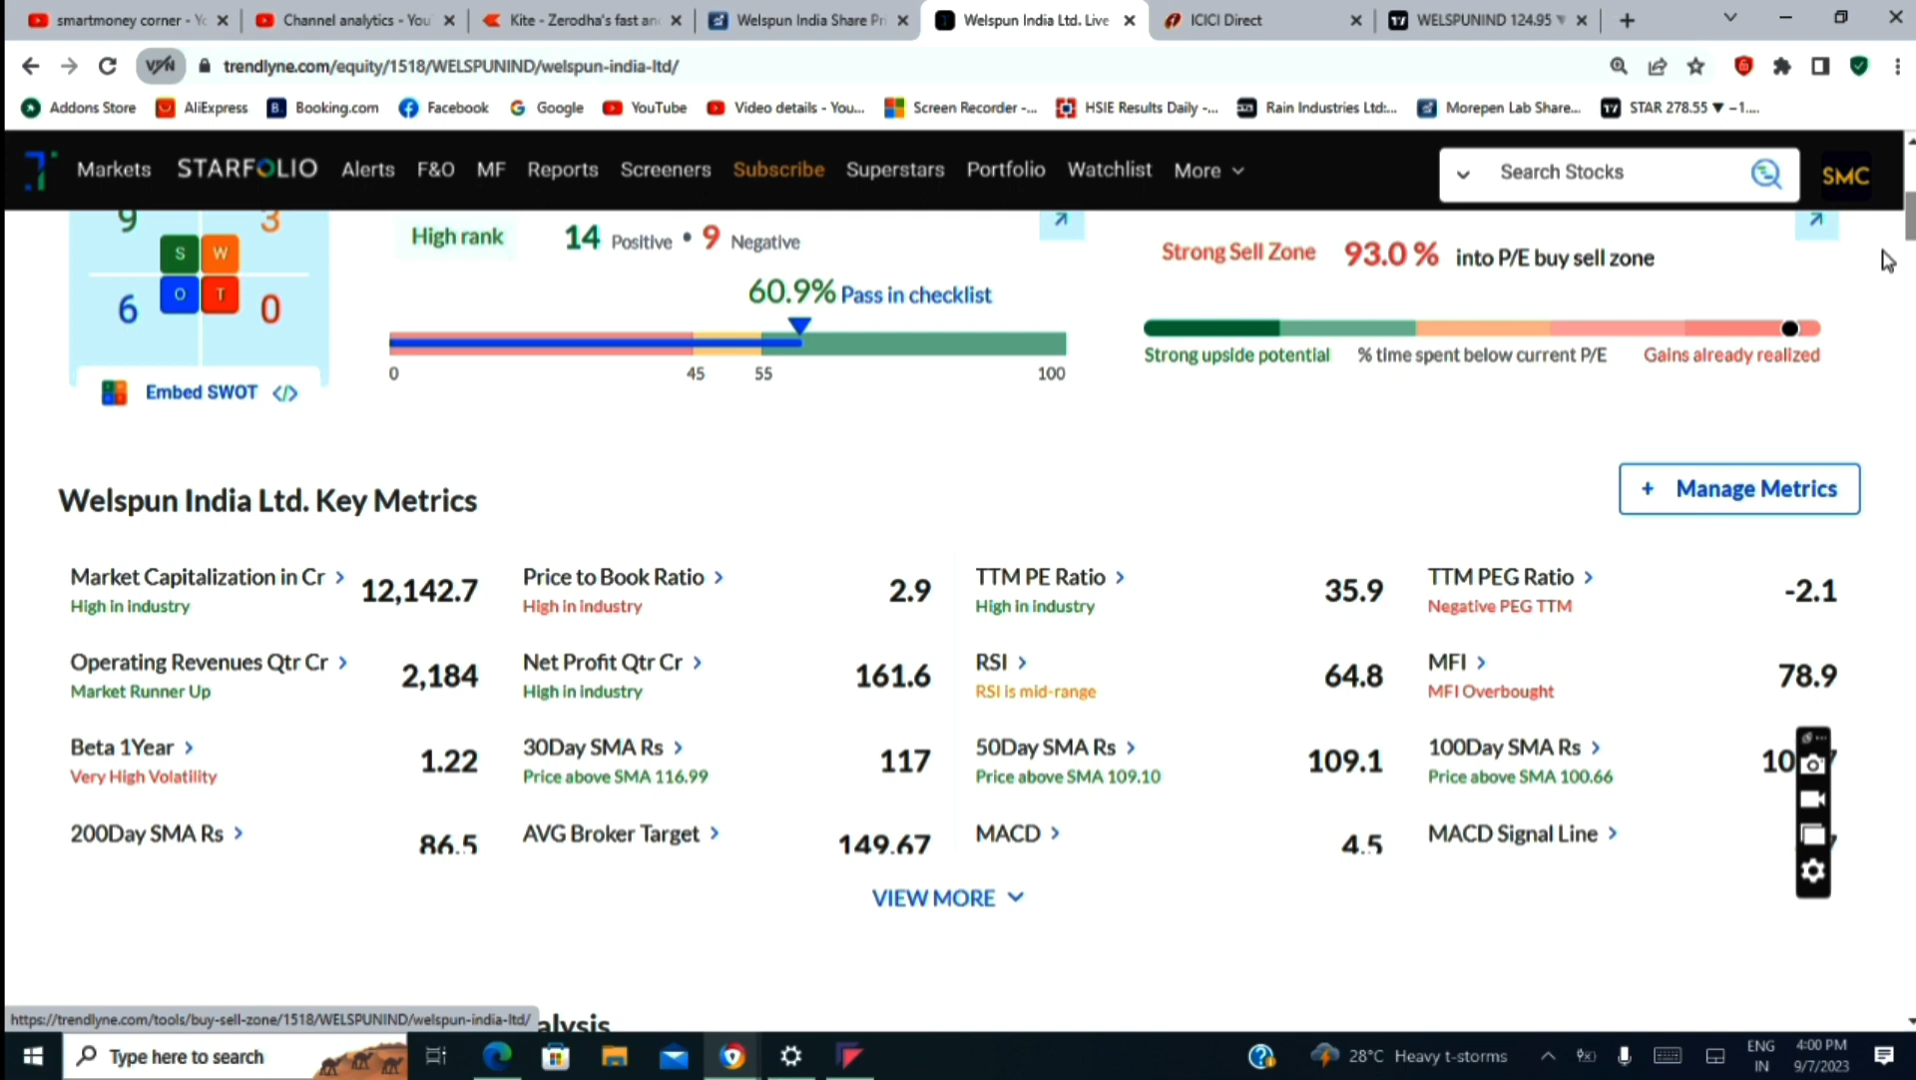 smartmoney corner - Yc
Channel analytics - You
Kite - Zerodha's fast an
Welspun India Share Pri
Welspun India Ltd. Live
ICICI Direct
WELSPUNIND 124.95 ▼
VPN
trendlyne.com/equity/1518/WELSPUNIND/welspun-india-ltd/
Addons Store
AliExpress
Booking.com
Facebook
Google
YouTube
Video details - You...
Screen Recorder -...
HSIE Results Daily -...
Rain Industries Ltd:...
Morepen Lab Share...
STAR 278.55 ▼ −1....
Markets
STARFOLIO
Alerts
F&O
MF
Reports
Screeners
Subscribe
Superstars
Portfolio
Watchlist
More
Search Stocks
SMC
9
3
S
W
O
T
6
0
Embed SWOT </>
High rank
14 Positive • 9 Negative
60.9% Pass in checklist
0
45
55
100
Strong Sell Zone 93.0 % into P/E buy sell zone
Strong upside potential
% time spent below current P/E
Gains already realized
Welspun India Ltd. Key Metrics
+ Manage Metrics
Market Capitalization in Cr >
12,142.7
High in industry
Price to Book Ratio >
2.9
High in industry
TTM PE Ratio >
35.9
High in industry
TTM PEG Ratio >
-2.1
Negative PEG TTM
Operating Revenues Qtr Cr >
2,184
Market Runner Up
Net Profit Qtr Cr >
161.6
High in industry
RSI >
64.8
RSI is mid-range
MFI >
78.9
MFI Overbought
Beta 1Year >
1.22
Very High Volatility
30Day SMA Rs >
117
Price above SMA 116.99
50Day SMA Rs >
109.1
Price above SMA 109.10
100Day SMA Rs >
Price above SMA 100.66
200Day SMA Rs >
86.5
AVG Broker Target >
149.67
MACD >
4.5
MACD Signal Line >
VIEW MORE
https://trendlyne.com/tools/buy-sell-zone/1518/WELSPUNIND/welspun-india-ltd/
alysis
Type here to search
28°C Heavy t-storms
ENG
IN
4:00 PM
9/7/2023